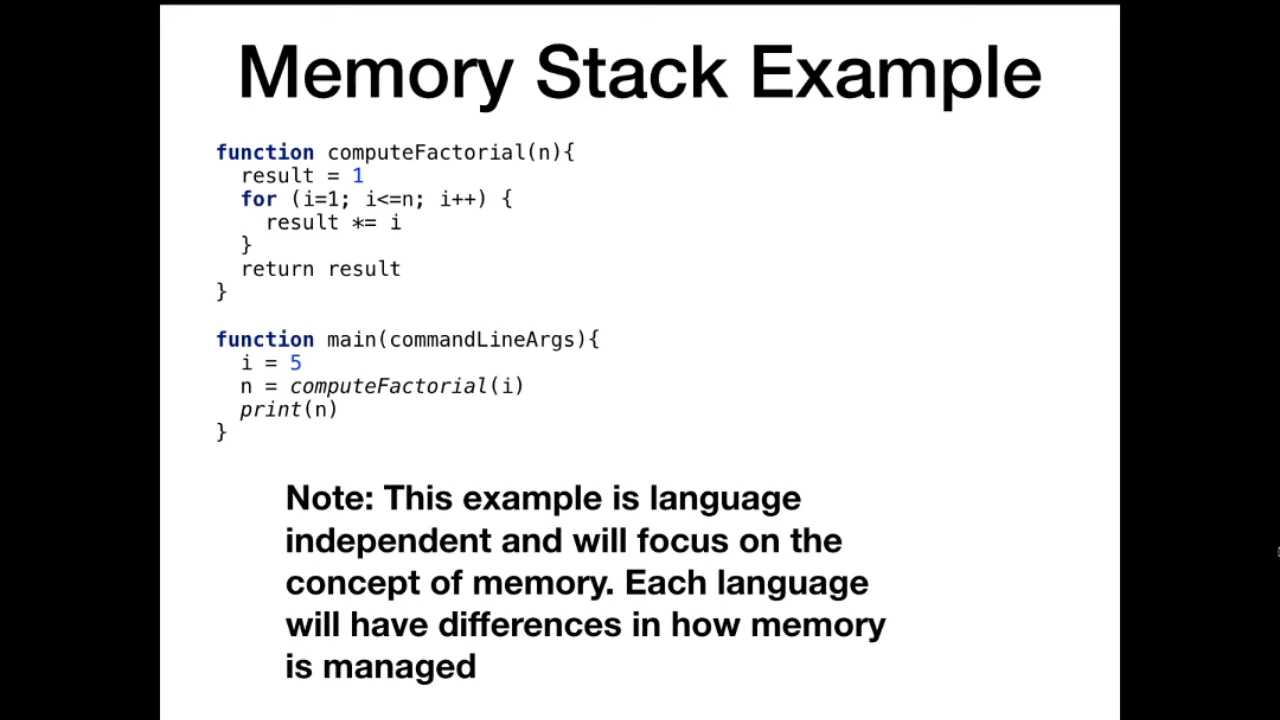 Memory Stack Example
function computeFactorial(n){
  result = 1
  for (i=1; i<=n; i++) {
    result *= i
  }
  return result
}
function main(commandLineArgs){
  i = 5
  n = computeFactorial(i)
  print(n)
}
Note: This example is language
independent and will focus on the
concept of memory. Each language
will have differences in how memory
is managed